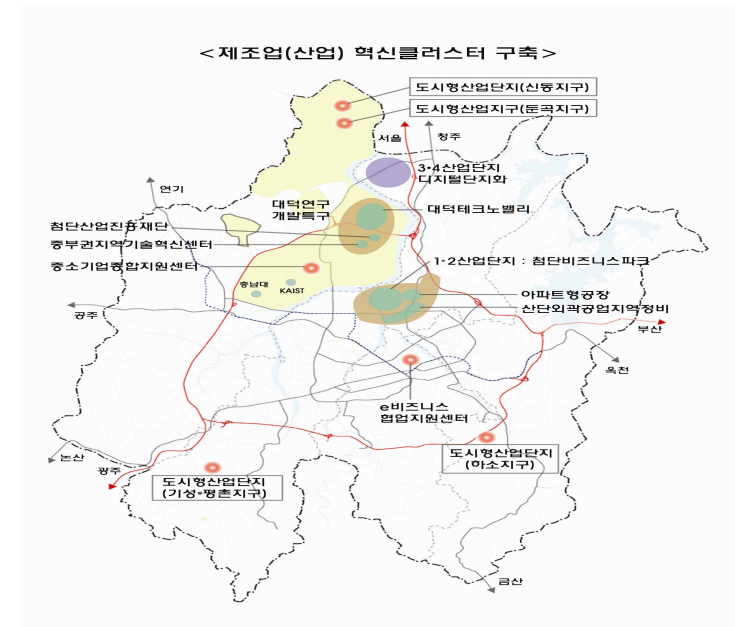 <제조업(산업) 혁신클러스터 구축>
도시형산업단지(신동지구)
도시형산업지구(둔곡지구)
서울
청주
3·4산업단지
디지털단지화
연기
대덕연구
개발특구
대덕테크노밸리
첨단산업진흥재단
중부권지역기술혁신센터
1·2산업단지 : 첨단비즈니스파크
중소기업종합지원센터
충남대
KAIST
아파트형공장
산단외곽공업지역정비
공주
부산
옥천
e비즈니스
협업지원센터
논산
광주
도시형산업단지
(하소지구)
도시형산업단지
(기성·평촌지구)
금산